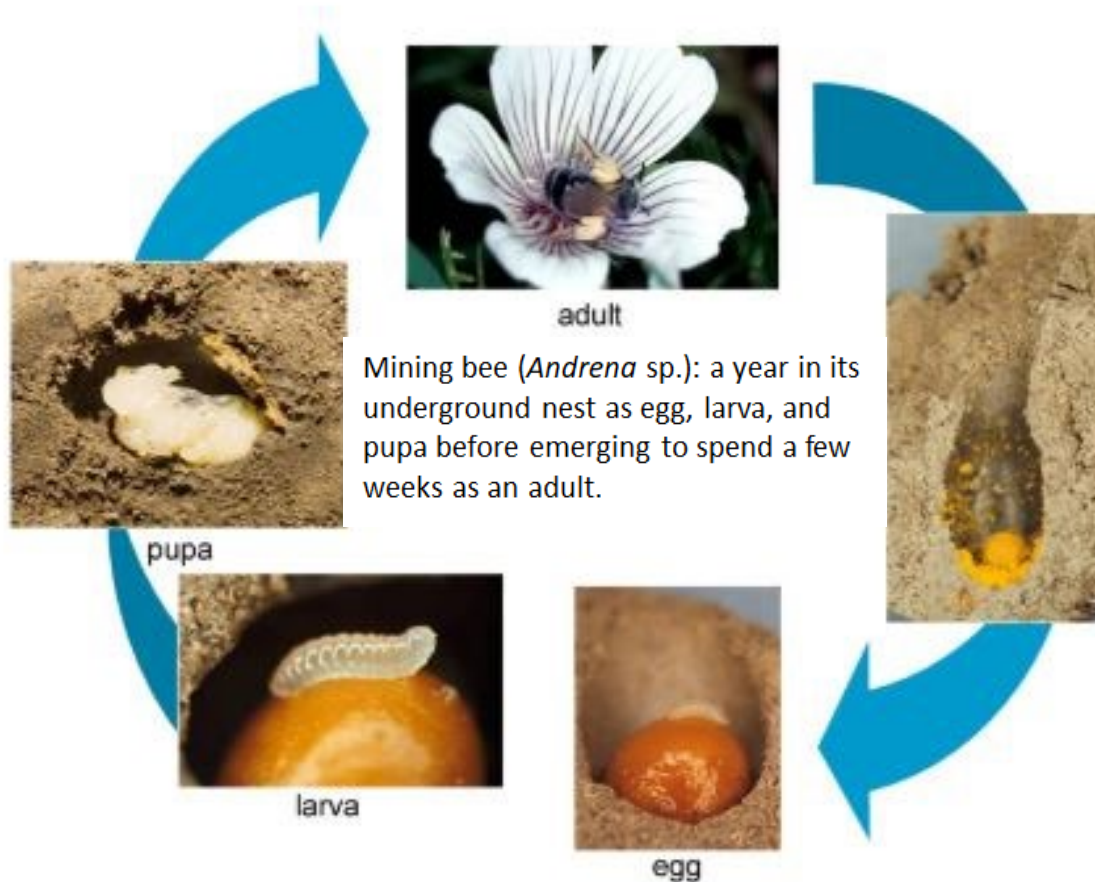 adult
Mining bee (Andrena sp.): a year in its
underground nest as egg, larva, and
pupa before emerging to spend a few
weeks as an adult.
pupa
larva
egg